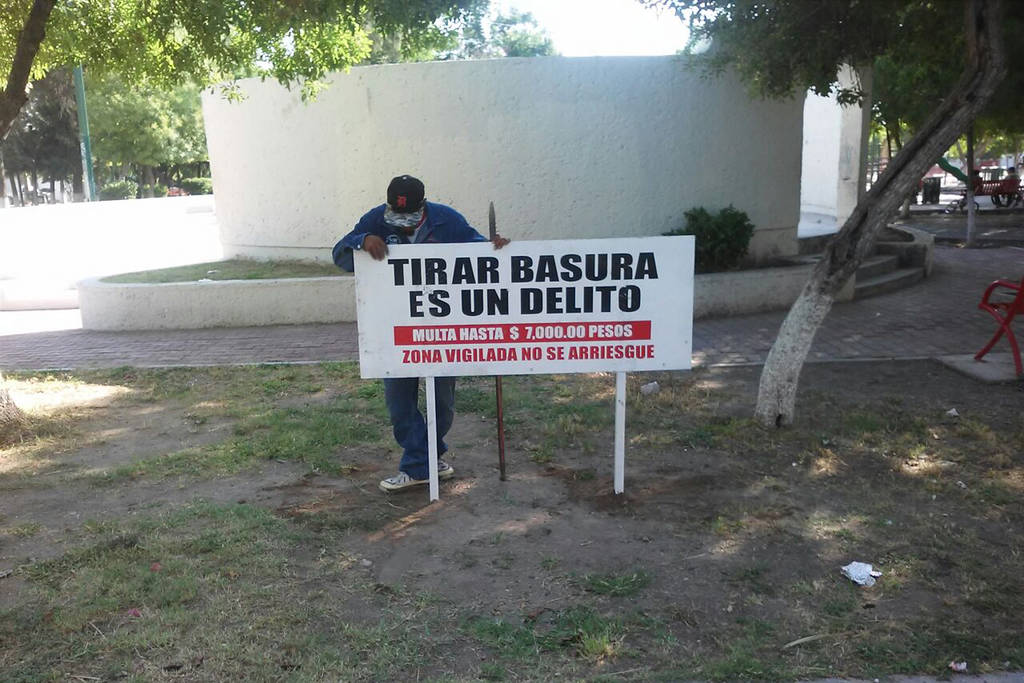 TIRAR BASURA
ES UN DELITO
MULTA HASTA $ 7,000.00 PESOS
ZONA VIGILADA NO SE ARRIESGUE